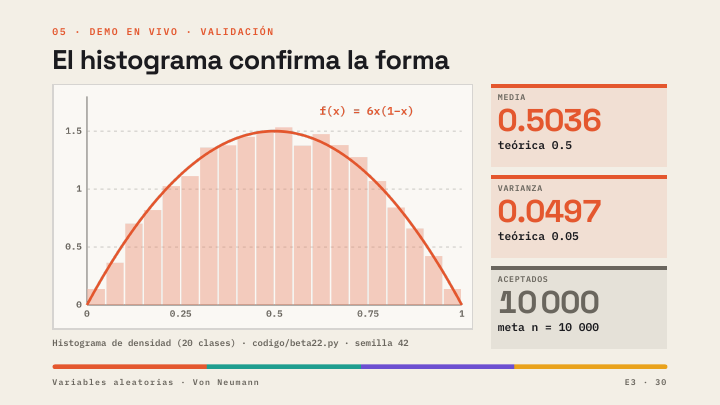 05 · DEMO EN VIVO · VALIDACIÓN
El histograma confirma la forma
f(x) = 6x(1−x)
1.5
1
0.5
0
0 0.25 0.5 0.75 1
MEDIA
0.5036
teórica 0.5
VARIANZA
0.0497
teórica 0.05
ACEPTADOS
10 000
meta n = 10 000
Histograma de densidad (20 clases) · codigo/beta22.py · semilla 42
Variables aleatorias · Von Neumann
E3 · 30